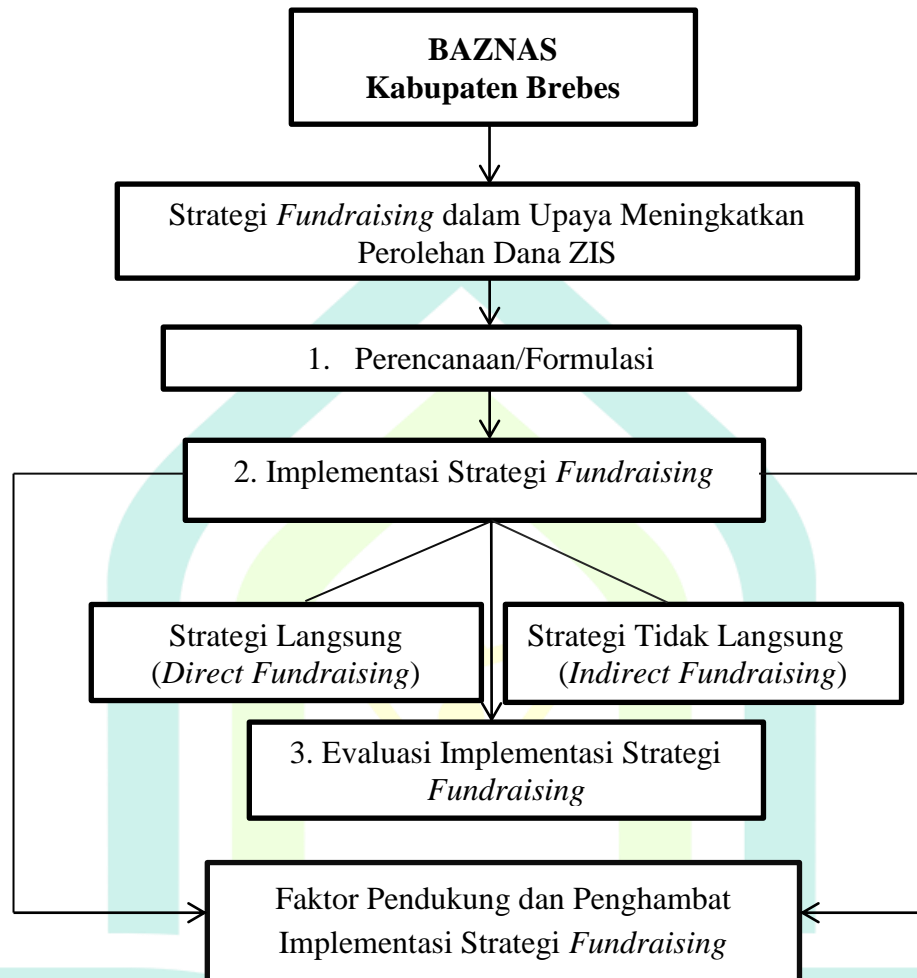 BAZNAS
Kabupaten Brebes
Strategi Fundraising dalam Upaya Meningkatkan
Perolehan Dana ZIS
1. Perencanaan/Formulasi
2. Implementasi Strategi Fundraising
Strategi Langsung
(Direct Fundraising)
Strategi Tidak Langsung
(Indirect Fundraising)
3. Evaluasi Implementasi Strategi
Fundraising
Faktor Pendukung dan Penghambat
Implementasi Strategi Fundraising